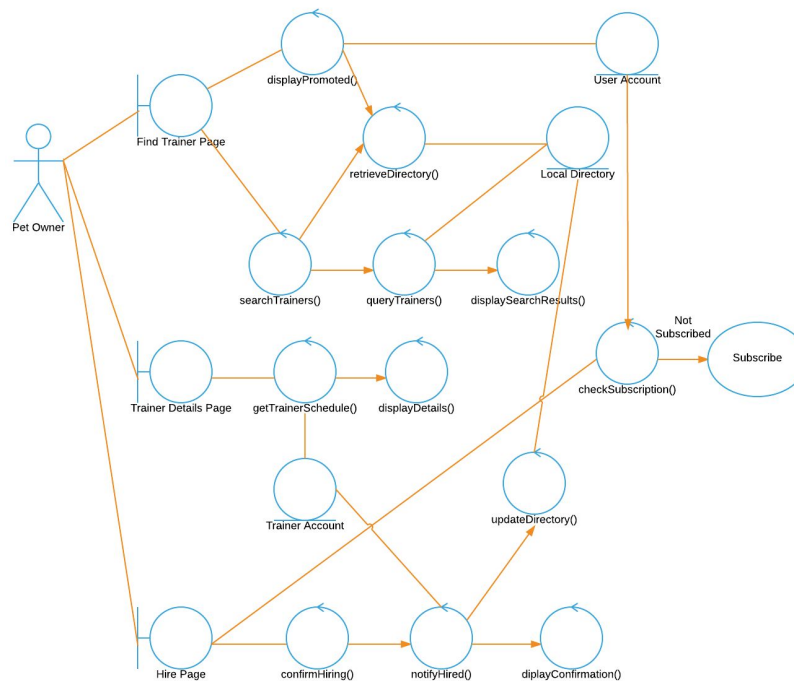 displayPromoted()
User Account
Find Trainer Page
retrieveDirectory()
Local Directory
Pet Owner
searchTrainers()
queryTrainers()
displaySearchResults()
Not
Subscribed
Subscribe
checkSubscription()
Trainer Details Page
getTrainerSchedule()
displayDetails()
Trainer Account
updateDirectory()
Hire Page
confirmHiring()
notifyHired()
diplayConfirmation()